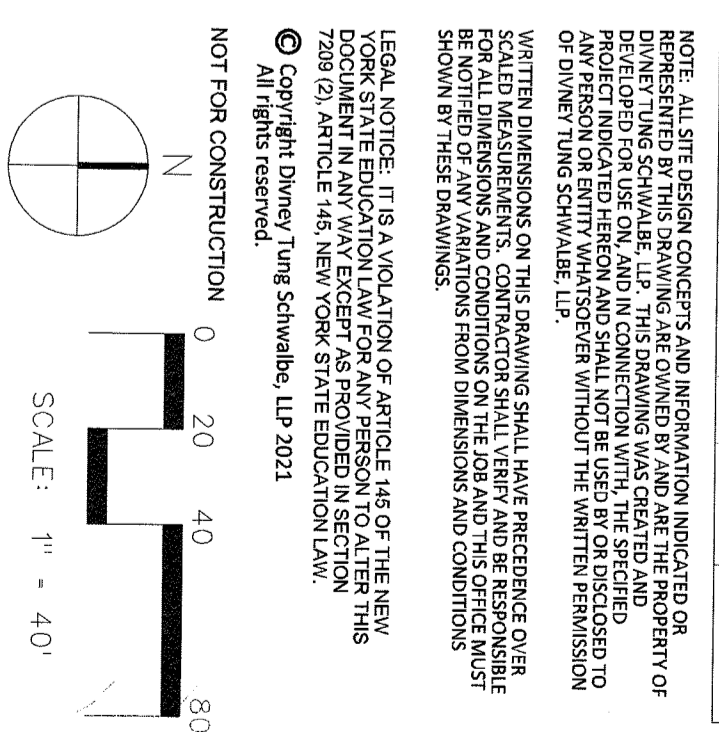 NOTE: ALL SITE DESIGN CONCEPTS AND INFORMATION INDICATED OR
REPRESENTED BY THIS DRAWING ARE OWNED BY AND ARE THE PROPERTY OF
DIVNEY TUNG SCHWALBE, LLP. THIS DRAWING WAS CREATED AND
DEVELOPED FOR USE ON, AND IN CONNECTION WITH, THE SPECIFIED
PROJECT INDICATED HEREON AND SHALL NOT BE USED BY OR DISCLOSED TO
ANY PERSON OR ENTITY WHATSOEVER WITHOUT THE WRITTEN PERMISSION
OF DIVNEY TUNG SCHWALBE, LLP.
WRITTEN DIMENSIONS ON THIS DRAWING SHALL HAVE PRECEDENCE OVER
SCALED MEASUREMENTS. CONTRACTOR SHALL VERIFY AND BE RESPONSIBLE
FOR ALL DIMENSIONS AND CONDITIONS ON THE JOB AND THIS OFFICE MUST
BE NOTIFIED OF ANY VARIATIONS FROM DIMENSIONS AND CONDITIONS
SHOWN BY THESE DRAWINGS.
LEGAL NOTICE: IT IS A VIOLATION OF ARTICLE 145 OF THE NEW
YORK STATE EDUCATION LAW FOR ANY PERSON TO ALTER THIS
DOCUMENT IN ANY WAY EXCEPT AS PROVIDED IN SECTION
7209 (2), ARTICLE 145, NEW YORK STATE EDUCATION LAW.
© Copyright Divney Tung Schwalbe, LLP 2021
All rights reserved.
NOT FOR CONSTRUCTION
N
0 20 40 80
SCALE: 1" = 40'